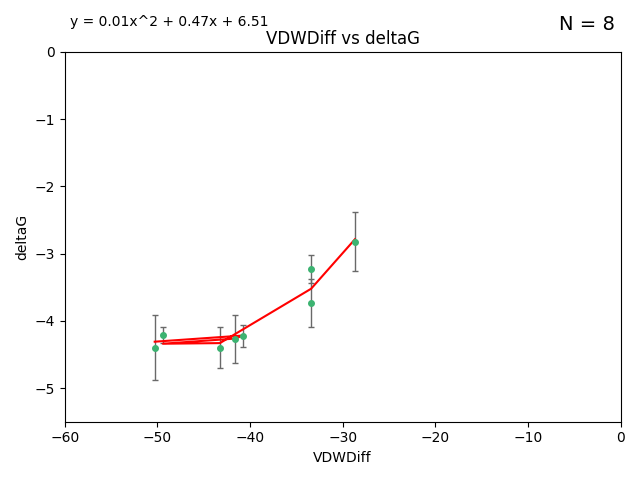 y = 0.01x^2 + 0.47x + 6.51
N = 8
VDWDiff vs deltaG
0
−1
−2
−3
−4
−5
deltaG
−60 −50 −40 −30 −20 −10 0
VDWDiff